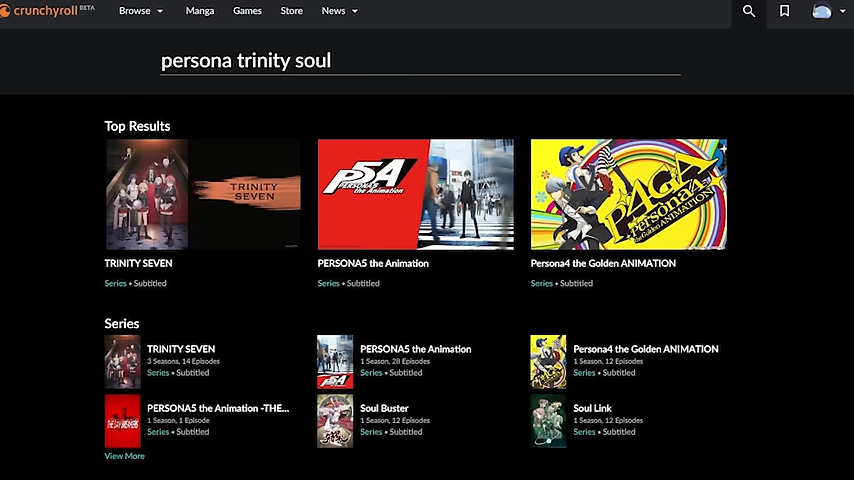 crunchyroll BETA
Browse Manga Games Store News
persona trinity soul
Top Results
TRINITY
SEVEN
P5A
PERSONA5
the Animation
P4GA
Persona4
the Golden ANIMATION
TRINITY SEVEN PERSONA5 the Animation Persona4 the Golden ANIMATION
Series • Subtitled Series • Subtitled Series • Subtitled
Series
TRINITY SEVEN PERSONA5 the Animation Persona4 the Golden ANIMATION
3 Seasons, 14 Episodes 1 Season, 28 Episodes 1 Season, 12 Episodes
Series • Subtitled Series • Subtitled Series • Subtitled
PERSONA5 the Animation -THE... Soul Buster Soul Link
1 Season, 1 Episode 1 Season, 12 Episodes 1 Season, 12 Episodes
Series • Subtitled Series • Subtitled Series • Subtitled
View More